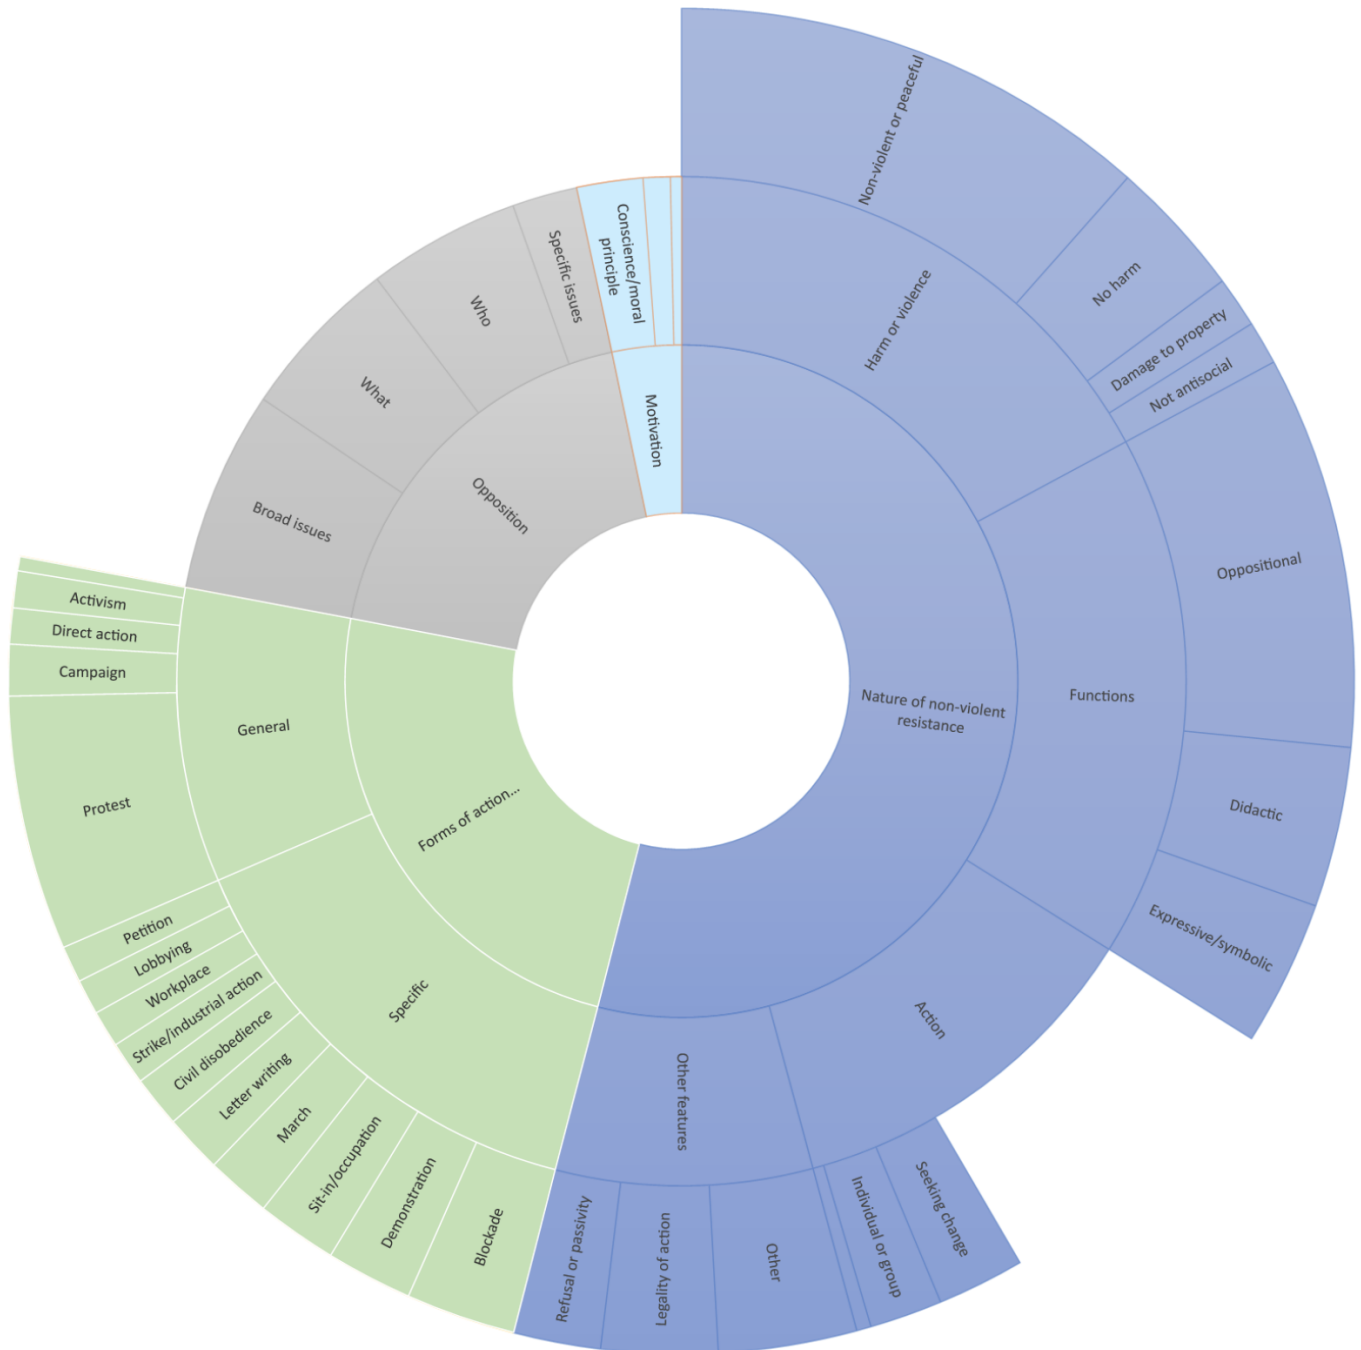 Non-violent or peaceful
No harm
Damage to property
Not antisocial
Harm or violence
Oppositional
Didactic
Expressive/symbolic
Functions
Nature of non-violent
resistance
Action
Seeking change
Individual or group
Other features
Other
Legality of action
Refusal or passivity
Forms of action...
Specific
Blockade
Demonstration
Sit-in/occupation
March
Letter writing
Civil disobedience
Strike/industrial action
Workplace
Lobbying
Petition
General
Protest
Campaign
Direct action
Activism
Opposition
Broad issues
What
Who
Specific issues
Motivation
Conscience/moral
principle